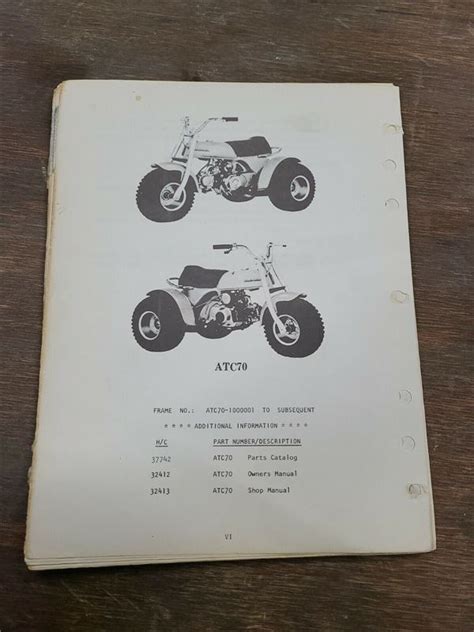 ATC70
FRAME NO.: ATC70-1000001 TO SUBSEQUENT
**** ADDITIONAL INFORMATION ****
H/C PART NUMBER/DESCRIPTION
37742 ATC70 Parts Catalog
32412 ATC70 Owners Manual
32413 ATC70 Shop Manual
VI